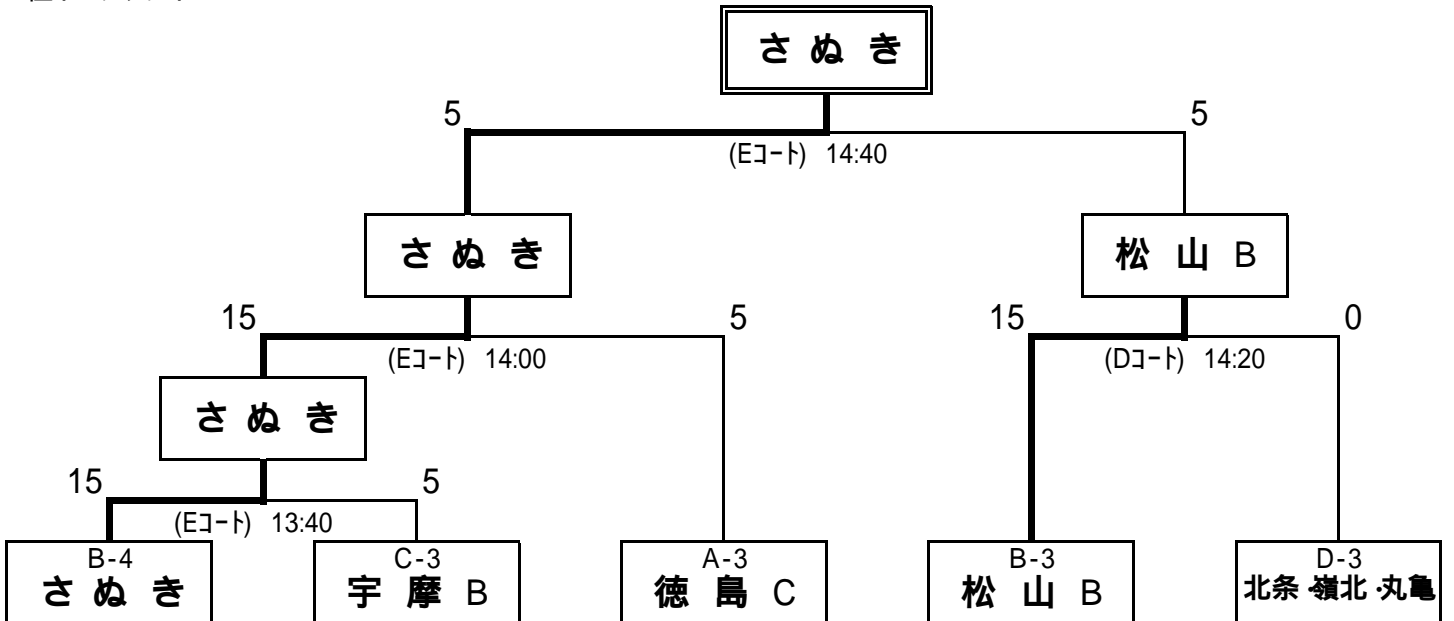 さ ぬ き
5
5
(Eコート) 14:40
さ ぬ き
松 山 B
15
5
15
0
(Eコート) 14:00
(Dコート) 14:20
さ ぬ き
15
5
(Eコート) 13:40
B-4
さ ぬ き
C-3
宇 摩 B
A-3
徳 島 C
B-3
松 山 B
D-3
北条・嶺北・丸亀